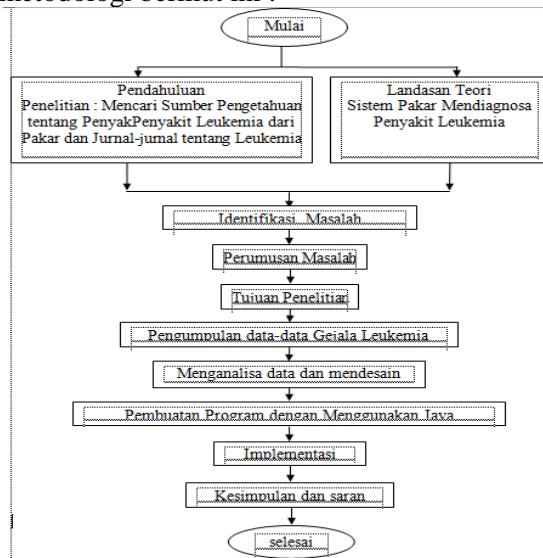 metodologi berikut ini :
Mulai
Pendahuluan
Penelitian : Mencari Sumber Pengetahuan
tentang PenyakPenyakit Leukemia dari
Pakar dan Jurnal-jurnal tentang Leukemia
Landasan Teori
Sistem Pakar Mendiagnosa
Penyakit Leukemia
Identifikasi Masalah
Perumusan Masalah
Tujuan Penelitian
Pengumpulan data-data Gejala Leukemia
Menganalisa data dan mendesain
Pembuatan Program dengan Menggunakan Java
Implementasi
Kesimpulan dan saran
selesai